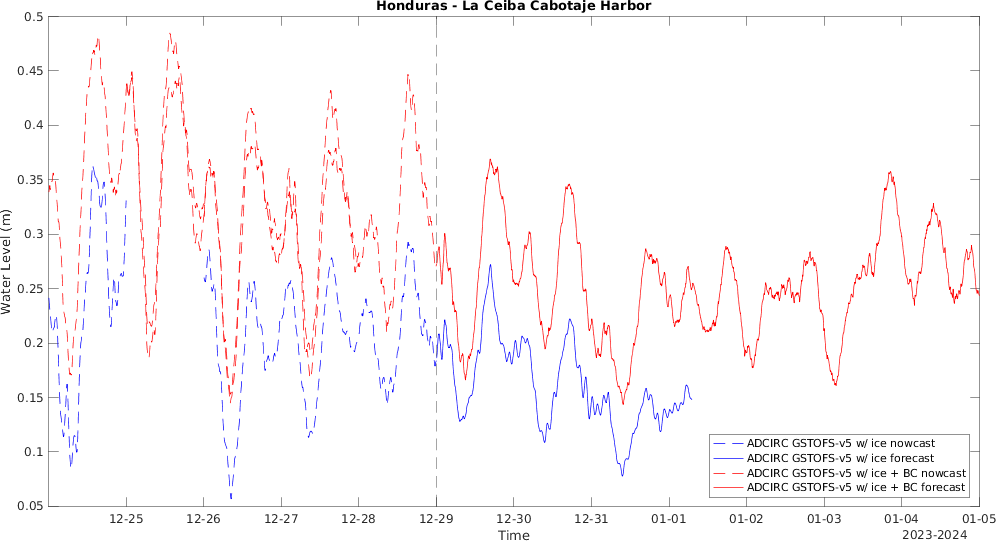 Honduras - La Ceiba Cabotaje Harbor
0.5
0.45
0.4
0.35
0.3
0.25
0.2
0.15
0.1
0.05
Water Level (m)
ADCIRC GSTOFS-v5 w/ ice nowcast
ADCIRC GSTOFS-v5 w/ ice forecast
ADCIRC GSTOFS-v5 w/ ice + BC nowcast
ADCIRC GSTOFS-v5 w/ ice + BC forecast
12-25 12-26 12-27 12-28 12-29 12-30 12-31 01-01 01-02 01-03 01-04 01-05
Time
2023-2024